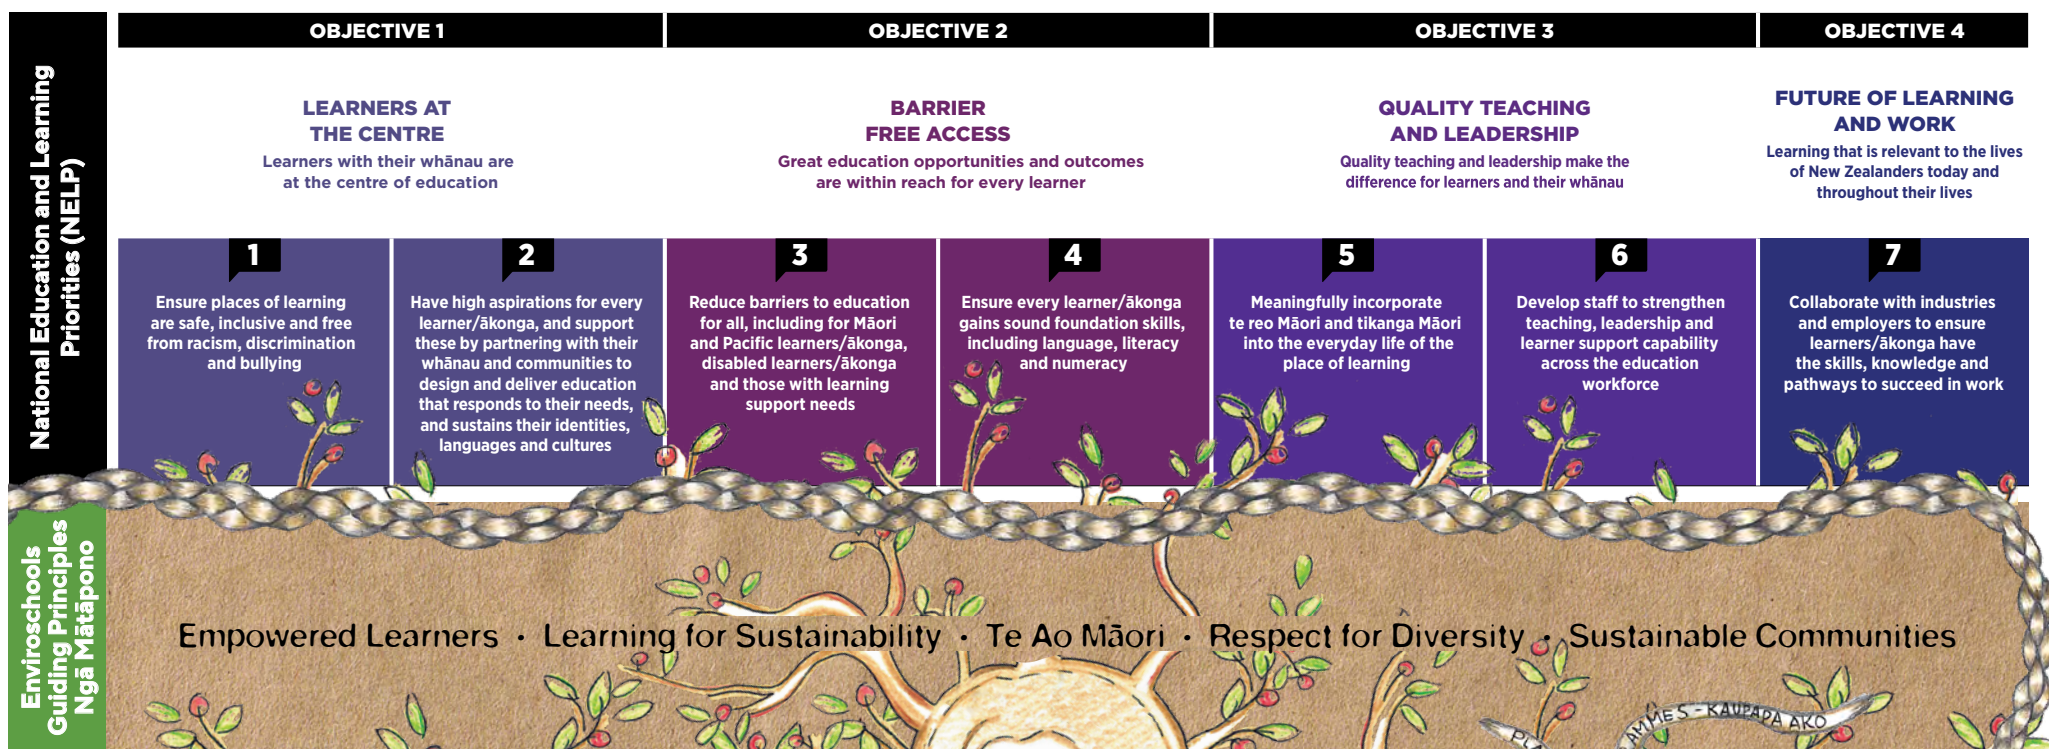 National Education and Learning
Priorities (NELP)
OBJECTIVE 1
LEARNERS AT
THE CENTRE
Learners with their whānau are
at the centre of education
OBJECTIVE 2
BARRIER
FREE ACCESS
Great education opportunities and outcomes
are within reach for every learner
OBJECTIVE 3
QUALITY TEACHING
AND LEADERSHIP
Quality teaching and leadership make the
difference for learners and their whānau
OBJECTIVE 4
FUTURE OF LEARNING
AND WORK
Learning that is relevant to the lives
of New Zealanders today and
throughout their lives
1
Ensure places of learning
are safe, inclusive and free
from racism, discrimination
and bullying
2
Have high aspirations for every
learner/ākonga, and support
these by partnering with their
whānau and communities to
design and deliver education
that responds to their needs,
and sustains their identities,
languages and cultures
3
Reduce barriers to education
for all, including for Māori
and Pacific learners/ākonga,
disabled learners/ākonga
and those with learning
support needs
4
Ensure every learner/ākonga
gains sound foundation skills,
including language, literacy
and numeracy
5
Meaningfully incorporate
te reo Māori and tikanga Māori
into the everyday life of the
place of learning
6
Develop staff to strengthen
teaching, leadership and
learner support capability
across the education
workforce
7
Collaborate with industries
and employers to ensure
learners/ākonga have
the skills, knowledge and
pathways to succeed in work
Enviroschools
Guiding Principles
Ngā Mātāpono
Empowered Learners • Learning for Sustainability • Te Ao Māori • Respect for Diversity • Sustainable Communities
AMMES - KAUPAPA AKO